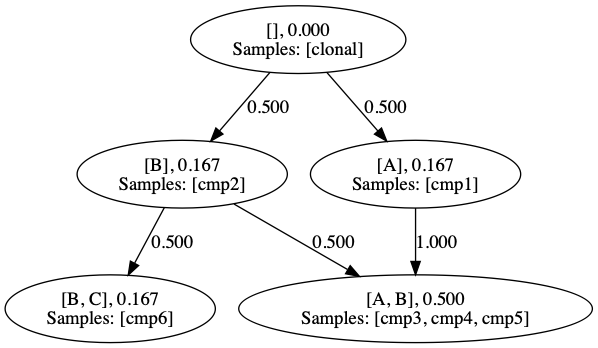 [], 0.000
Samples: [clonal]
0.500
0.500
[B], 0.167
Samples: [cmp2]
[A], 0.167
Samples: [cmp1]
0.500
0.500
1.000
[B, C], 0.167
Samples: [cmp6]
[A, B], 0.500
Samples: [cmp3, cmp4, cmp5]